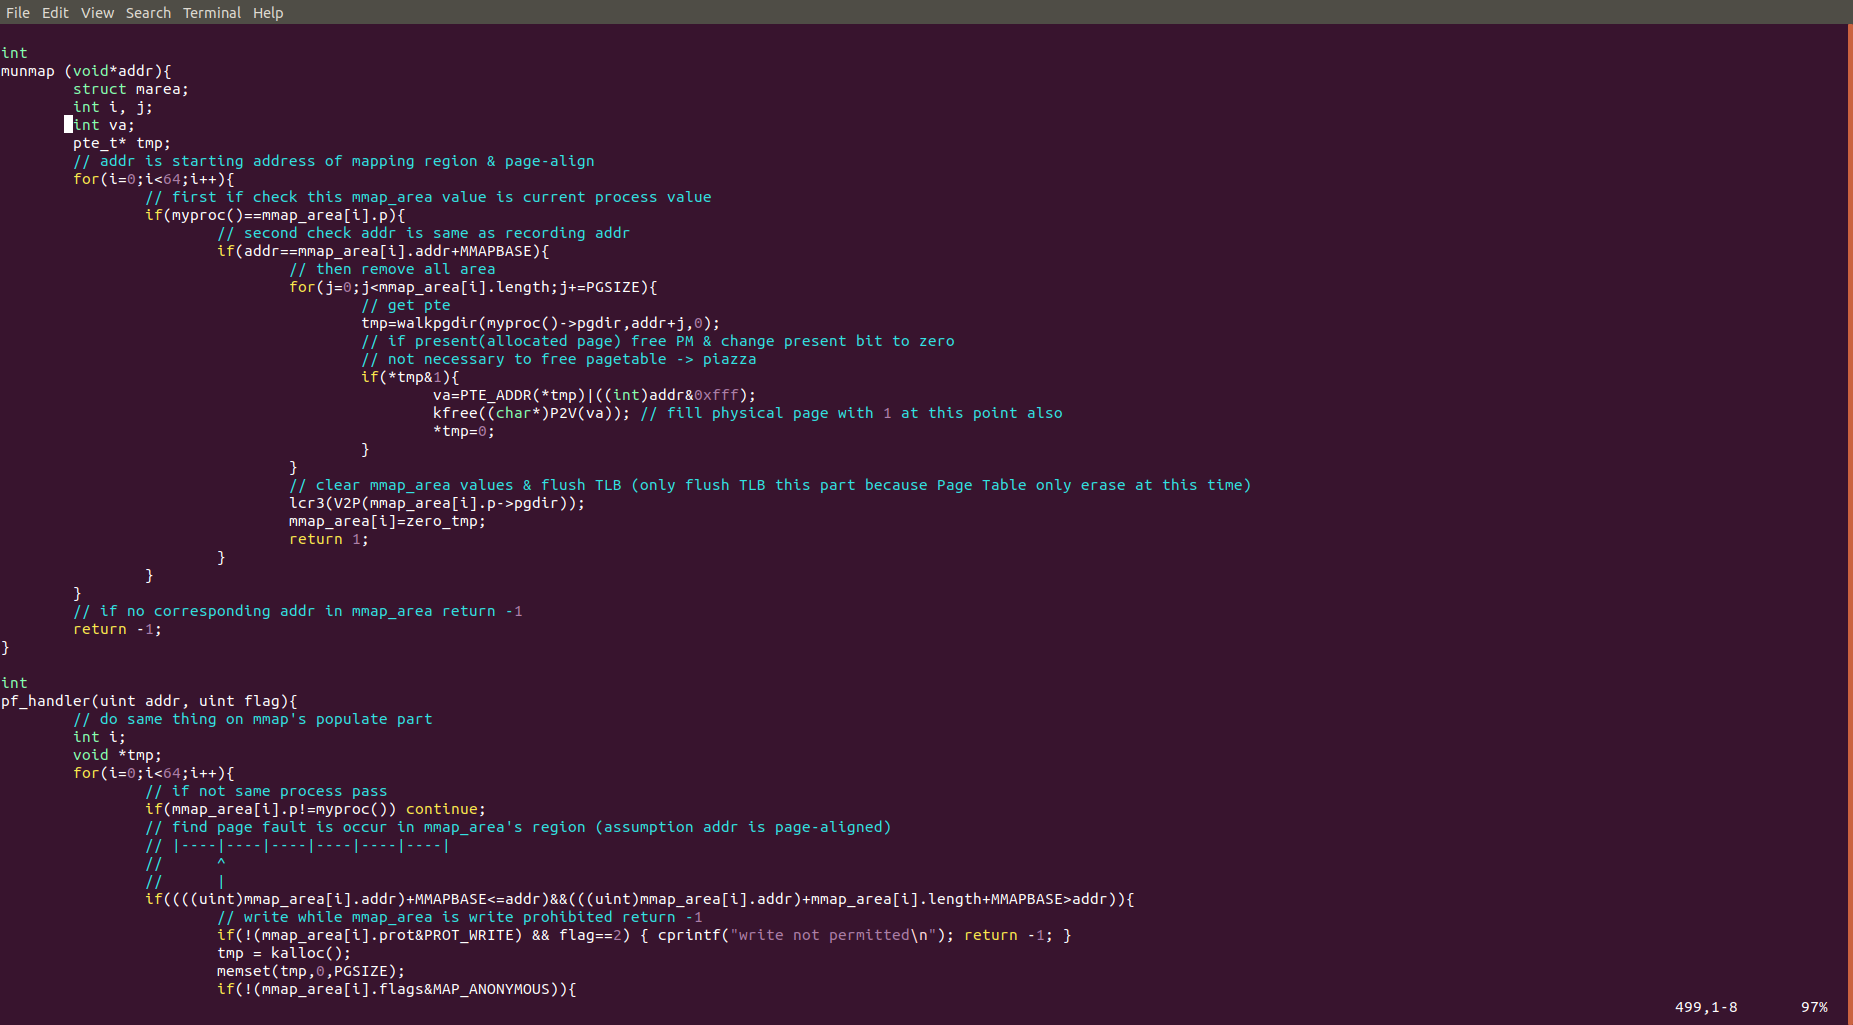 File Edit View Search Terminal Help
int
munmap (void*addr){
struct marea;
int i, j;
int va;
pte_t* tmp;
// addr is starting address of mapping region & page-align
for(i=0;i<64;i++){
// first if check this mmap_area value is current process value
if(myproc()==mmap_area[i].p){
// second check addr is same as recording addr
if(addr==mmap_area[i].addr+MMAPBASE){
// then remove all area
for(j=0;j<mmap_area[i].length;j+=PGSIZE){
// get pte
tmp=walkpgdir(myproc()->pgdir,addr+j,0);
// if present(allocated page) free PM & change present bit to zero
// not necessary to free pagetable -> piazza
if(*tmp&1){
va=PTE_ADDR(*tmp)|((int)addr&0xfff);
kfree((char*)P2V(va)); // fill physical page with 1 at this point also
*tmp=0;
}
}
// clear mmap_area values & flush TLB (only flush TLB this part because Page Table only erase at this time)
lcr3(V2P(mmap_area[i].p->pgdir));
mmap_area[i]=zero_tmp;
return 1;
}
}
}
// if no corresponding addr in mmap_area return -1
return -1;
}
int
pf_handler(uint addr, uint flag){
// do same thing on mmap's populate part
int i;
void *tmp;
for(i=0;i<64;i++){
// if not same process pass
if(mmap_area[i].p!=myproc()) continue;
// find page fault is occur in mmap_area's region (assumption addr is page-aligned)
// |----|----|----|----|----|----|
// ^
// |
if((((uint)mmap_area[i].addr)+MMAPBASE<=addr)&&(((uint)mmap_area[i].addr)+mmap_area[i].length+MMAPBASE>addr)){
// write while mmap_area is write prohibited return -1
if(!(mmap_area[i].prot&PROT_WRITE) && flag==2) { cprintf("write not permitted\n"); return -1; }
tmp = kalloc();
memset(tmp,0,PGSIZE);
if(!(mmap_area[i].flags&MAP_ANONYMOUS)){
499,1-8 97%